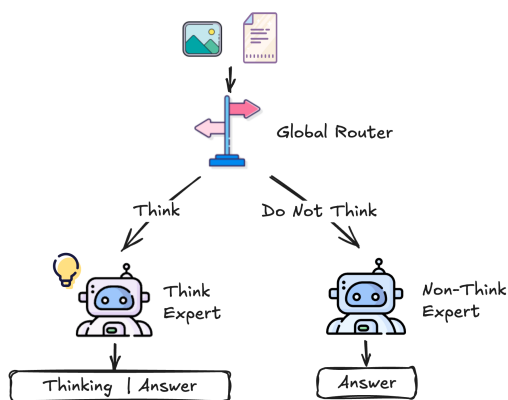 Global Router
Think
Do Not Think
Think
Expert
Non-Think
Expert
Thinking | Answer
Answer